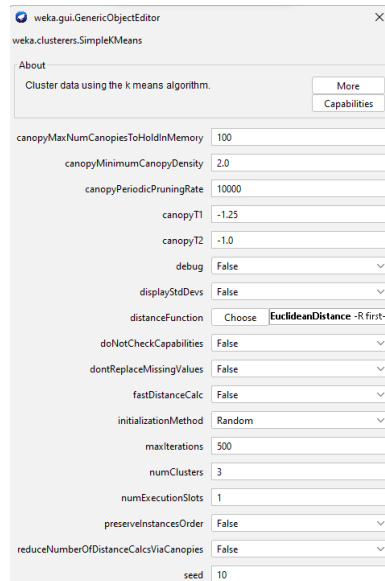 weka.gui.GenericObjectEditor
weka.clusterers.SimpleKMeans
About
Cluster data using the k means algorithm.
More
Capabilities
canopyMaxNumCanopiesToHoldInMemory 100
canopyMinimumCanopyDensity 2.0
canopyPeriodicPruningRate 10000
canopyT1 -1.25
canopyT2 -1.0
debug False
displayStdDevs False
distanceFunction Choose EuclideanDistance -R first-
doNotCheckCapabilities False
dontReplaceMissingValues False
fastDistanceCalc False
initializationMethod Random
maxIterations 500
numClusters 3
numExecutionSlots 1
preserveInstancesOrder False
reduceNumberOfDistanceCalcsViaCanopies False
seed 10